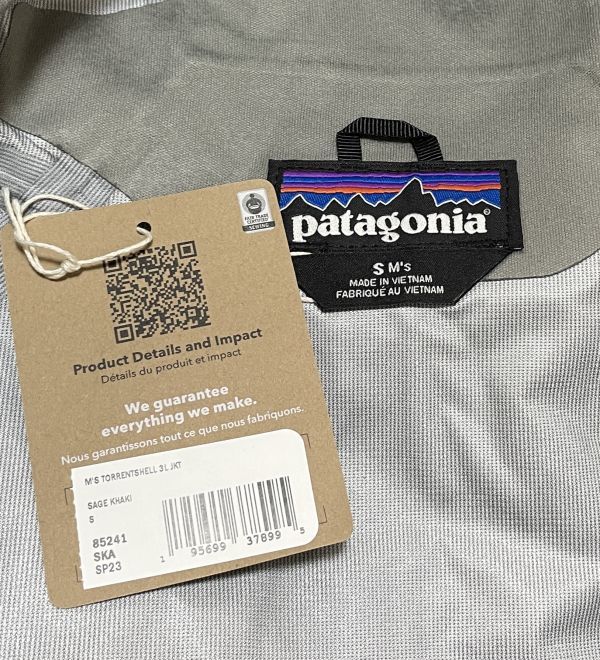 patagonia®
S M's
MADE IN VIETNAM
FABRIQUÉ AU VIETNAM
FAIR TRADE
CERTIFIED
SEWING
Product Details and Impact
Détails du produit et impact
We guarantee
everything we make.
Nous garantissons tout ce que nous fabriquons.
M'S TORRENTSHELL 3L JKT
SAGE KHAKI
S
85241
SKA
SP23
1 95699 37899 5